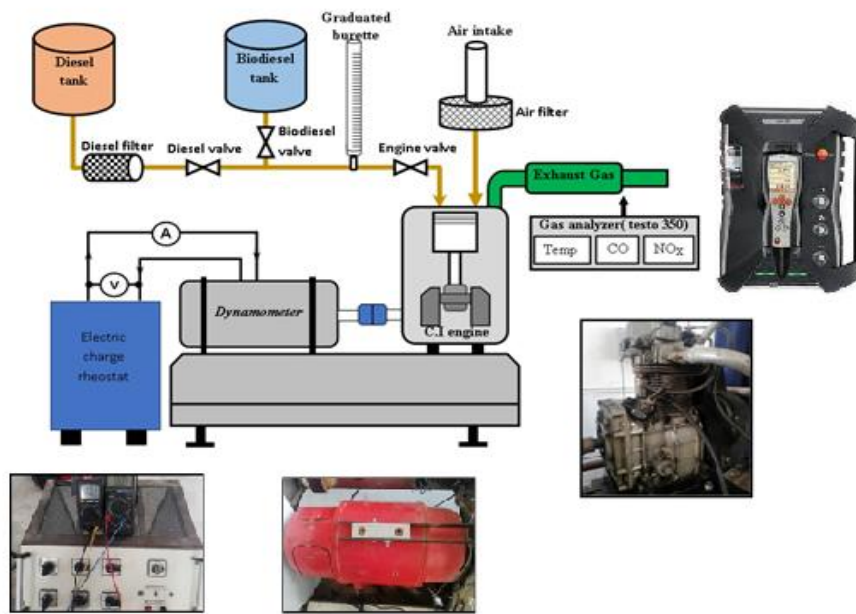 Diesel
tank
Biodiesel
tank
Graduated
burette
Air intake
Air filter
Diesel filter
Diesel valve
Biodiesel
valve
Engine valve
Exhaust Gas
Gas analyzer( testo 350)
Temp
CO
NOx
A
V
Dynamometer
C.I engine
Electric
charge
rheostat